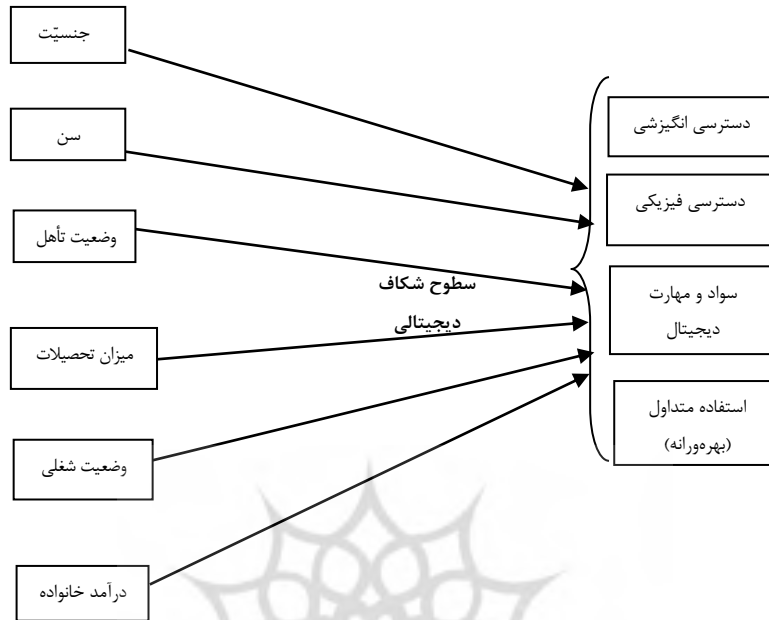 جنسیّت
سن
وضعیت تأهل
میزان تحصیلات
وضعیت شغلی
درآمد خانواده
سطوح شکاف
دیجیتالی
دسترسی انگیزشی
دسترسی فیزیکی
سواد و مهارت
دیجیتال
استفاده متداول
(بهره‌ورانه)